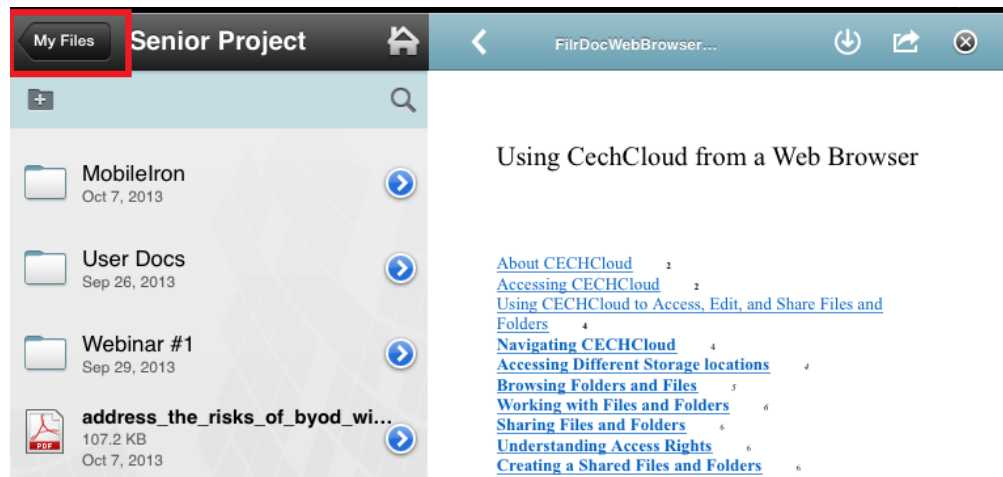 My Files
Senior Project
MobileIron
Oct 7, 2013
User Docs
Sep 26, 2013
Webinar #1
Sep 29, 2013
address_the_risks_of_byod_wi...
PDF
107.2 KB
Oct 7, 2013
FilrDocWebBrowser...
Using CechCloud from a Web Browser
About CECHCloud 2
Accessing CECHCloud 2
Using CECHCloud to Access, Edit, and Share Files and
Folders 4
Navigating CECHCloud 4
Accessing Different Storage locations 4
Browsing Folders and Files 5
Working with Files and Folders 6
Sharing Files and Folders 6
Understanding Access Rights 6
Creating a Shared Files and Folders 6